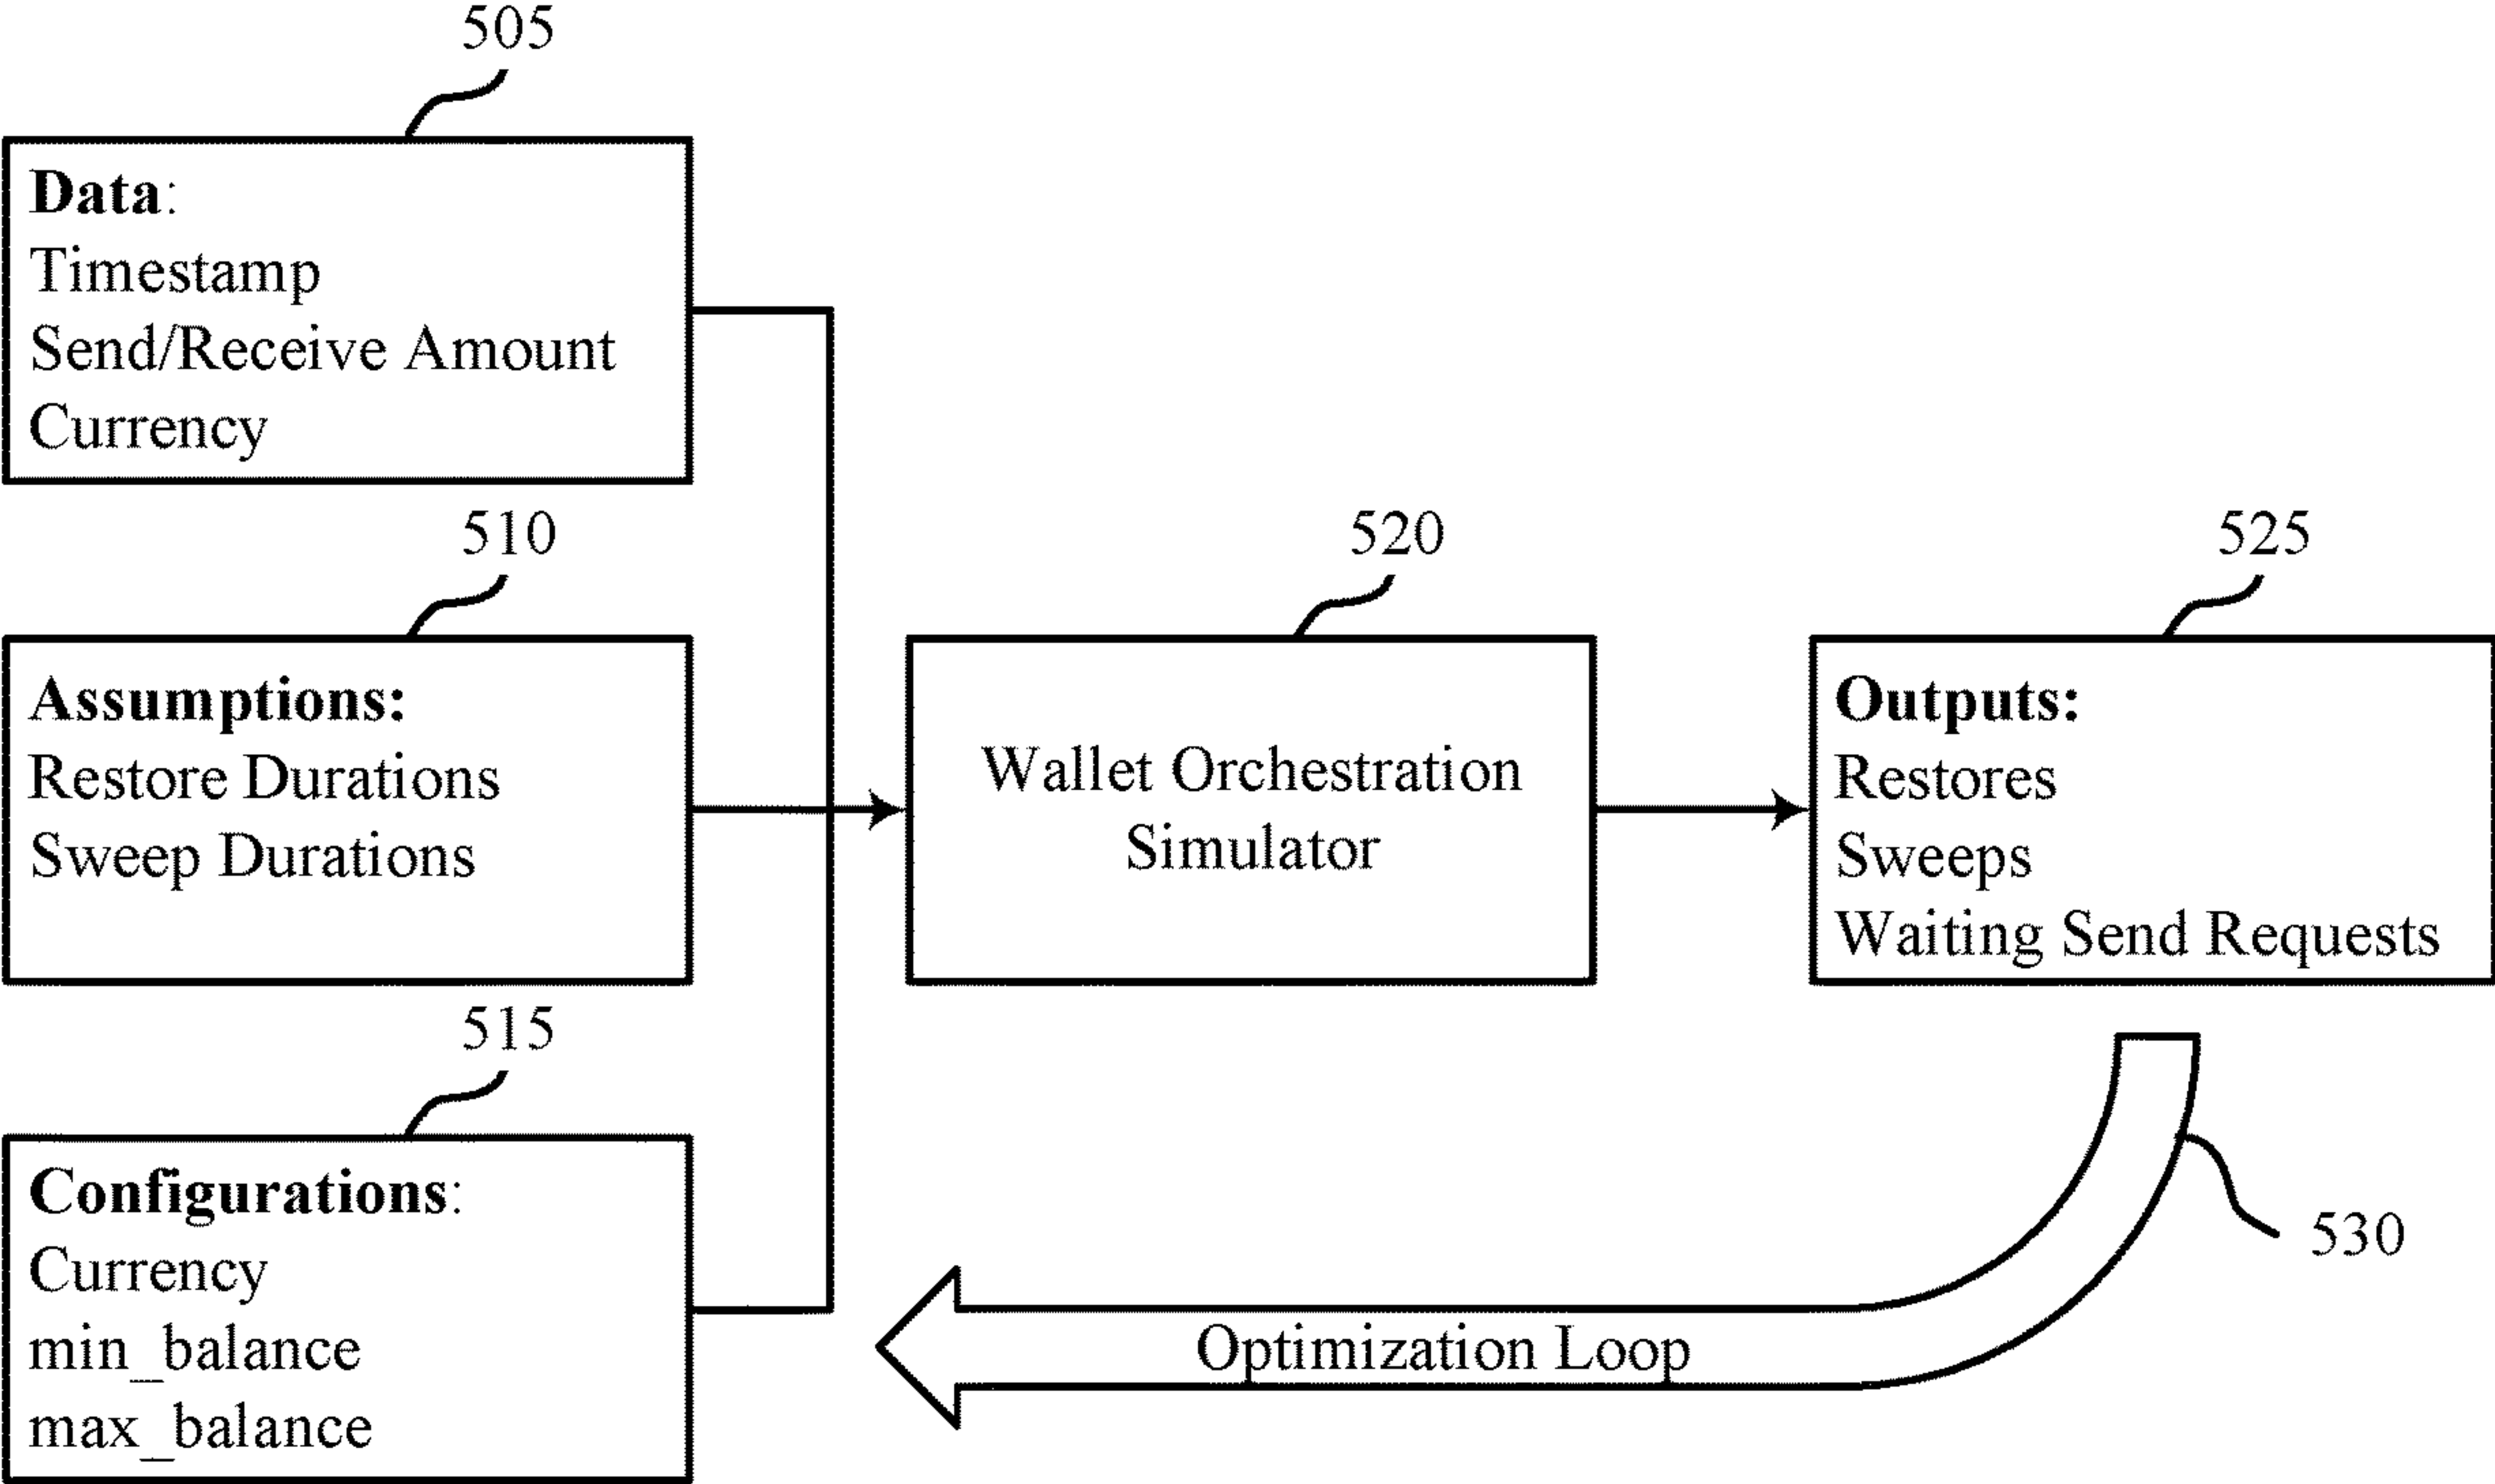 505
Data:
Timestamp
Send/Receive Amount
Currency
510
Assumptions:
Restore Durations
Sweep Durations
515
Configurations:
Currency
min_balance
max_balance
520
Wallet Orchestration
Simulator
525
Outputs:
Restores
Sweeps
Waiting Send Requests
530
Optimization Loop